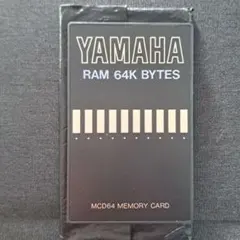 YAMAHA
RAM 64K BYTES
MCD64 MEMORY CARD